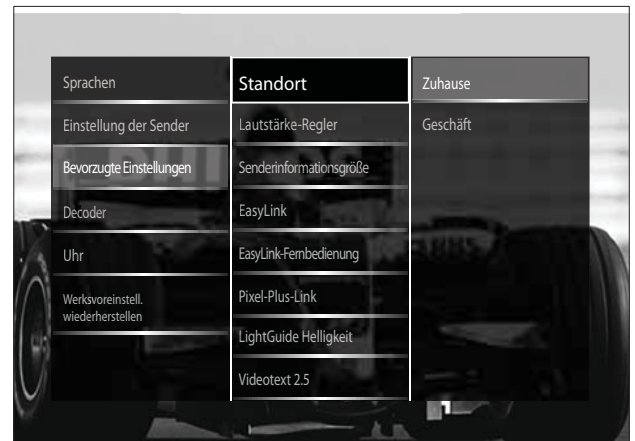 Sprachen
Einstellung der Sender
Bevorzugte Einstellungen
Decoder
Uhr
Werksvoreinstell.
wiederherstellen
Standort
Lautstärke-Regler
Senderinformationsgröße
EasyLink
EasyLink-Fernbedienung
Pixel-Plus-Link
LightGuide Helligkeit
Videotext 2.5
Zuhause
Geschäft